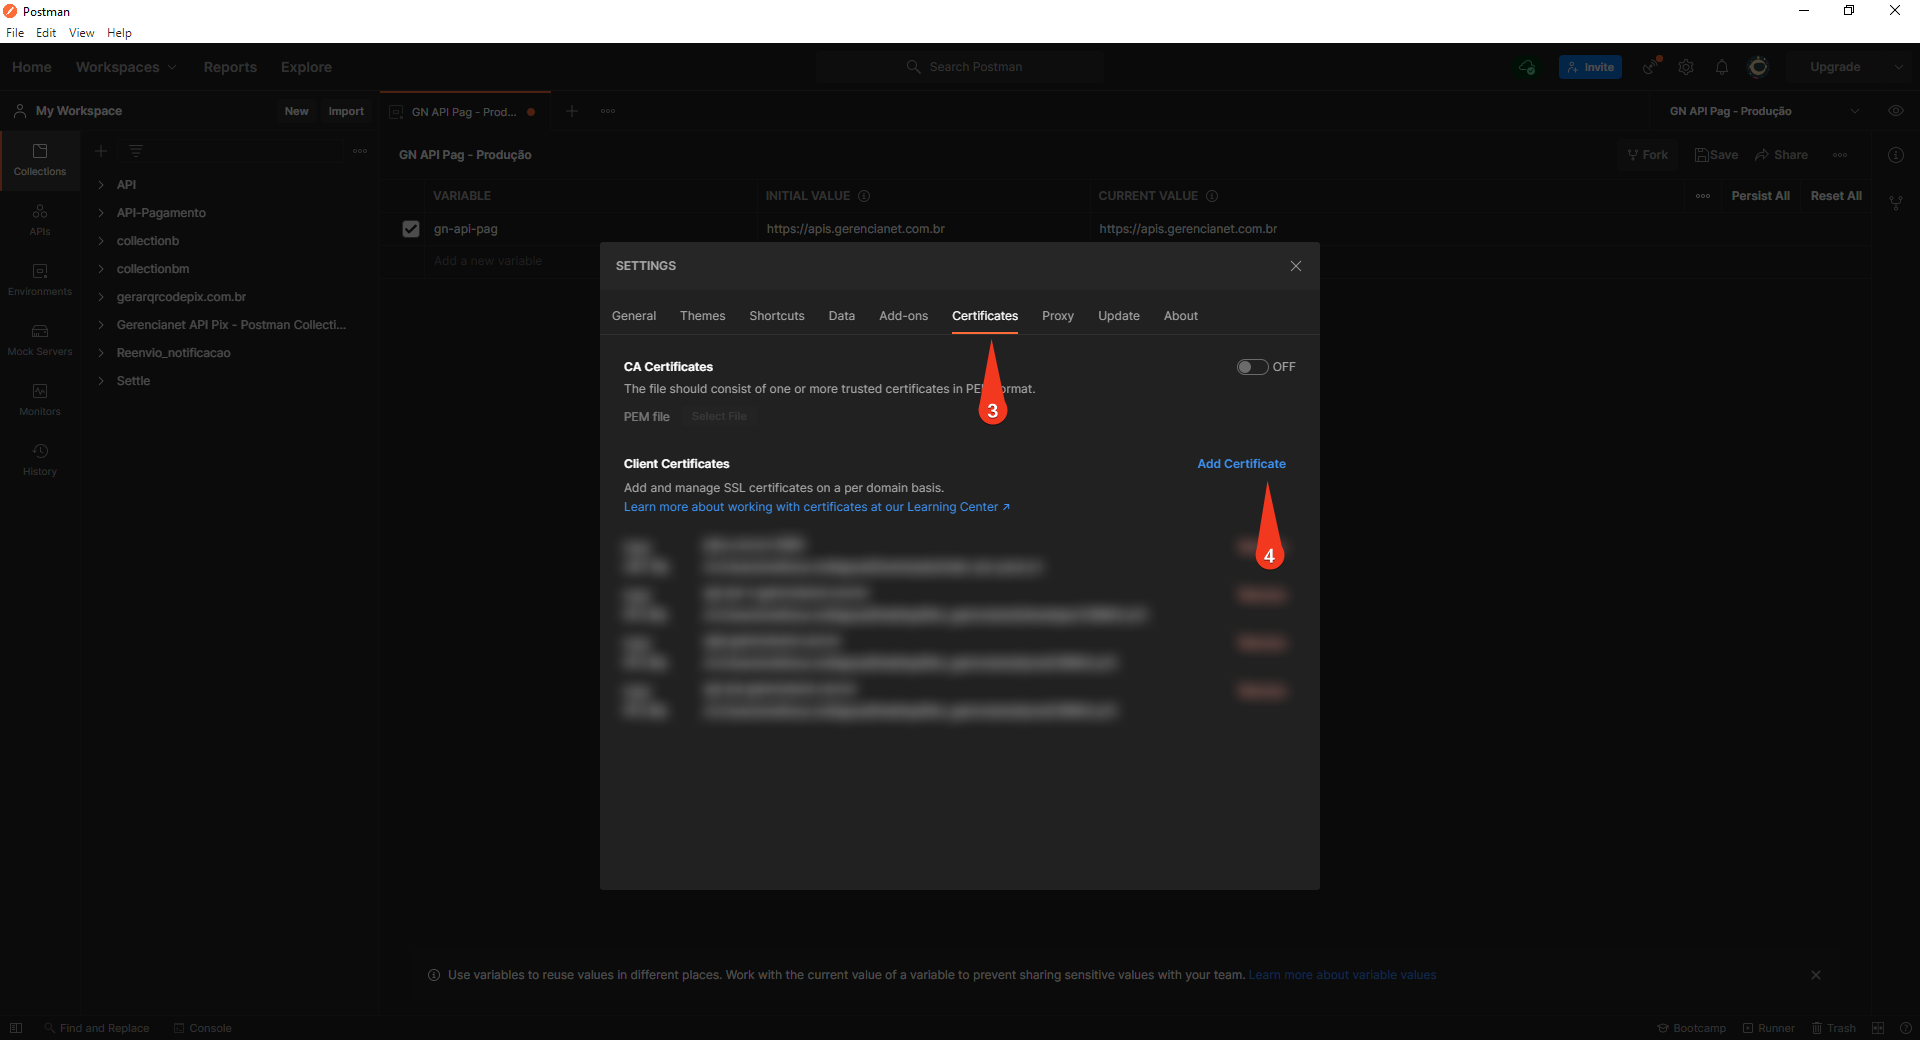 Postman
File Edit View Help
Home Workspaces Reports Explore
Search Postman
Invite
Upgrade
My Workspace
New Import
GN API Pag - Prod...
GN API Pag - Produção
Collections
APIs
Environments
Mock Servers
Monitors
History
API
API-Pagamento
collectionb
collectionbm
gerarqrcodepix.com.br
Gerencianet API Pix - Postman Collecti...
Reenvio_notificacao
Settle
GN API Pag - Produção
Fork Save Share
VARIABLE INITIAL VALUE CURRENT VALUE
Persist All Reset All
gn-api-pag https://apis.gerencianet.com.br https://apis.gerencianet.com.br
Add a new variable
SETTINGS
General Themes Shortcuts Data Add-ons Certificates Proxy Update About
CA Certificates
OFF
The file should consist of one or more trusted certificates in PE ormat.
PEM file Select File
3
Client Certificates
Add Certificate
Add and manage SSL certificates on a per domain basis.
Learn more about working with certificates at our Learning Center
4
Use variables to reuse values in different places. Work with the current value of a variable to prevent sharing sensitive values with your team. Learn more about variable values
Find and Replace Console
Bootcamp Runner Trash